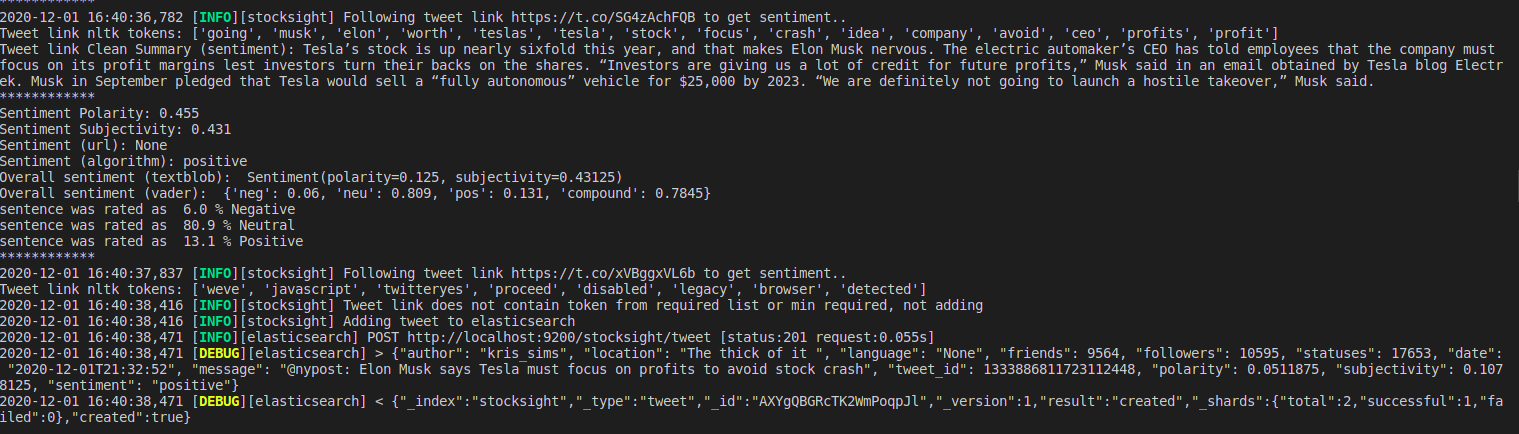 ************
2020-12-01 16:40:36,782 [INFO][stocksight] Following tweet link https://t.co/SG4zAchFQB to get sentiment..
Tweet link nltk tokens: ['going', 'musk', 'elon', 'worth', 'teslas', 'tesla', 'stock', 'focus', 'crash', 'idea', 'company', 'avoid', 'ceo', 'profits', 'profit']
Tweet link Clean Summary (sentiment): Tesla’s stock is up nearly sixfold this year, and that makes Elon Musk nervous. The electric automaker’s CEO has told employees that the company must
focus on its profit margins lest investors turn their backs on the shares. “Investors are giving us a lot of credit for future profits,” Musk said in an email obtained by Tesla blog Electr
ek. Musk in September pledged that Tesla would sell a “fully autonomous” vehicle for $25,000 by 2023. “We are definitely not going to launch a hostile takeover,” Musk said.
************
Sentiment Polarity: 0.455
Sentiment Subjectivity: 0.431
Sentiment (url): None
Sentiment (algorithm): positive
Overall sentiment (textblob):  Sentiment(polarity=0.125, subjectivity=0.43125)
Overall sentiment (vader):  {'neg': 0.06, 'neu': 0.809, 'pos': 0.131, 'compound': 0.7845}
sentence was rated as  6.0 % Negative
sentence was rated as  80.9 % Neutral
sentence was rated as  13.1 % Positive
************
2020-12-01 16:40:37,837 [INFO][stocksight] Following tweet link https://t.co/xVBggxVL6b to get sentiment..
Tweet link nltk tokens: ['weve', 'javascript', 'twitteryes', 'proceed', 'disabled', 'legacy', 'browser', 'detected']
2020-12-01 16:40:38,416 [INFO][stocksight] Tweet link does not contain token from required list or min required, not adding
2020-12-01 16:40:38,416 [INFO][stocksight] Adding tweet to elasticsearch
2020-12-01 16:40:38,471 [INFO][elasticsearch] POST http://localhost:9200/stocksight/tweet [status:201 request:0.055s]
2020-12-01 16:40:38,471 [DEBUG][elasticsearch] > {"author": "kris_sims", "location": "The thick of it ", "language": "None", "friends": 9564, "followers": 10595, "statuses": 17653, "date":
 "2020-12-01T21:32:52", "message": "@nypost: Elon Musk says Tesla must focus on profits to avoid stock crash", "tweet_id": 1333886811723112448, "polarity": 0.0511875, "subjectivity": 0.107
8125, "sentiment": "positive"}
2020-12-01 16:40:38,471 [DEBUG][elasticsearch] < {"_index":"stocksight","_type":"tweet","_id":"AXYgQBGRcTK2WmPoqpJl","_version":1,"result":"created","_shards":{"total":2,"successful":1,"fa
iled":0},"created":true}